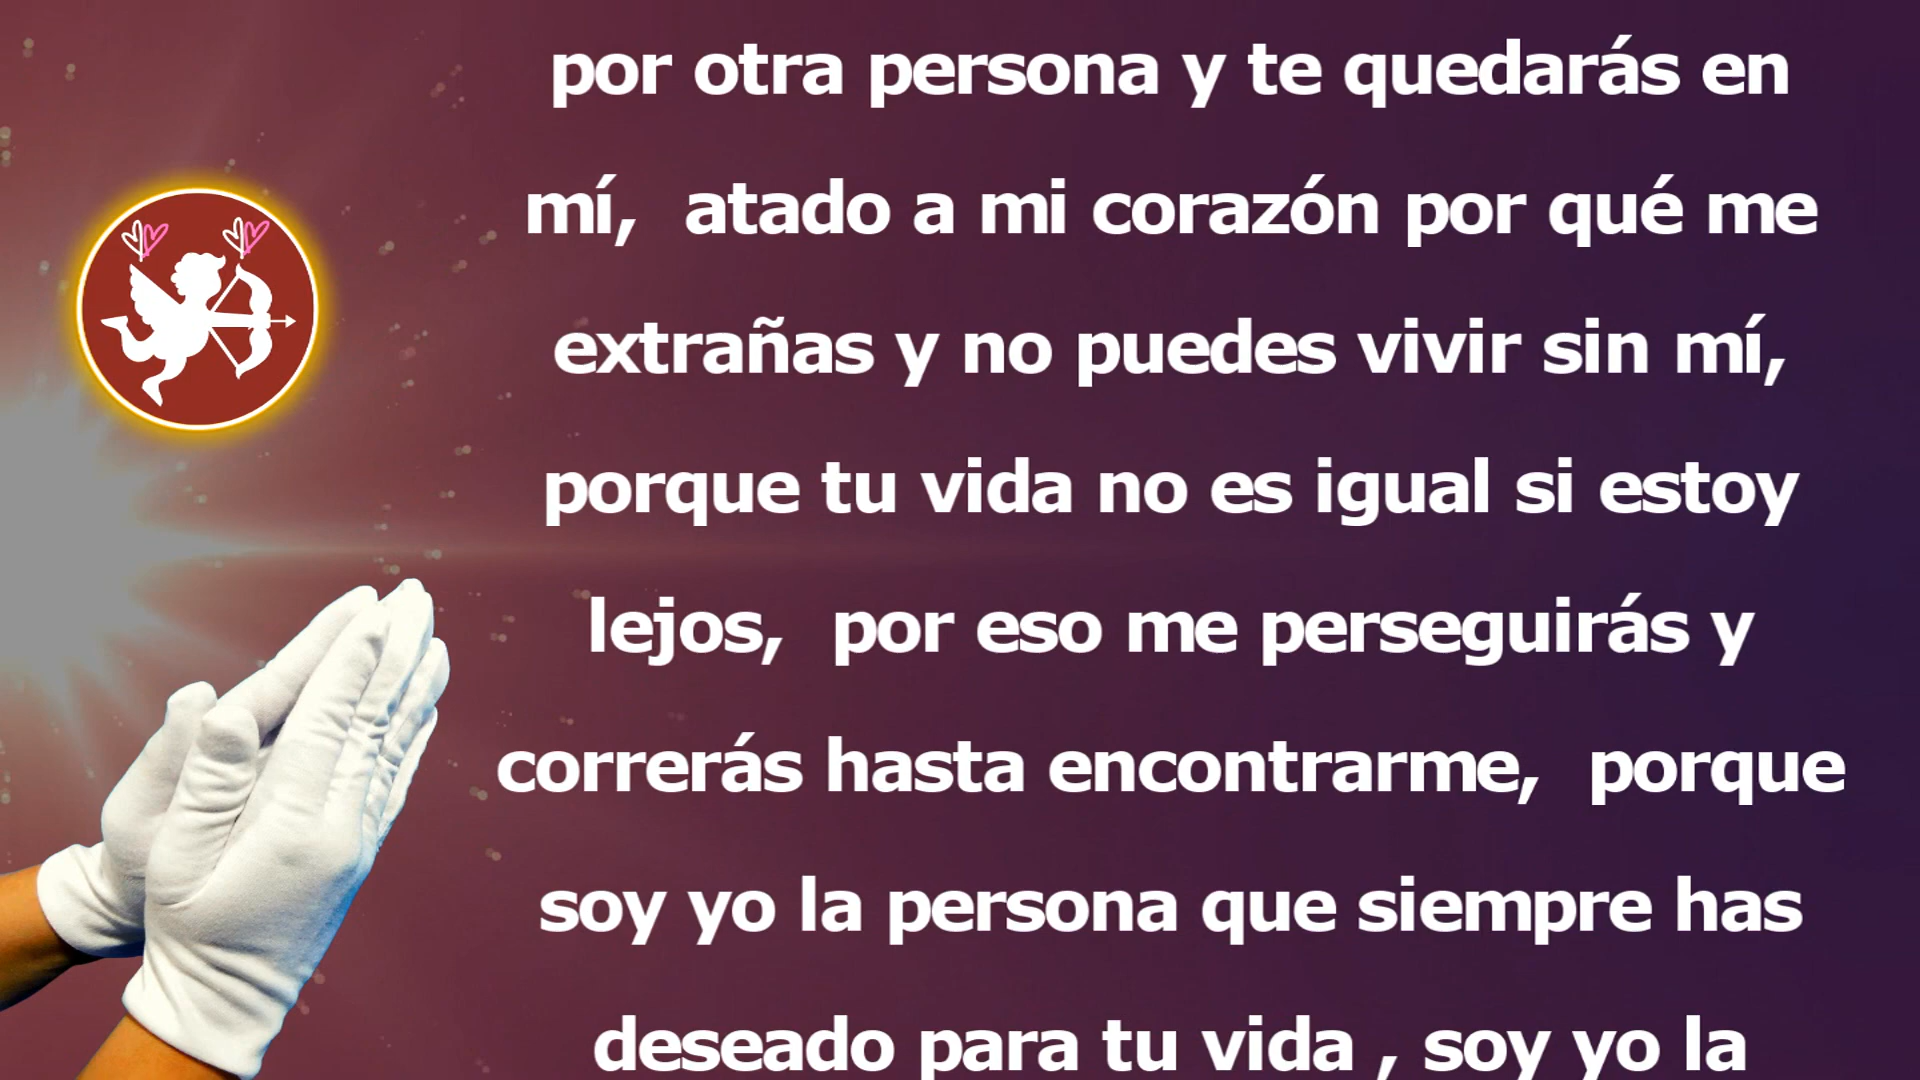 por otra persona y te quedarás en
mí, atado a mi corazón por qué me
extrañas y no puedes vivir sin mí,
porque tu vida no es igual si estoy
lejos, por eso me perseguirás y
correrás hasta encontrarme, porque
soy yo la persona que siempre has
deseado para tu vida , soy yo la